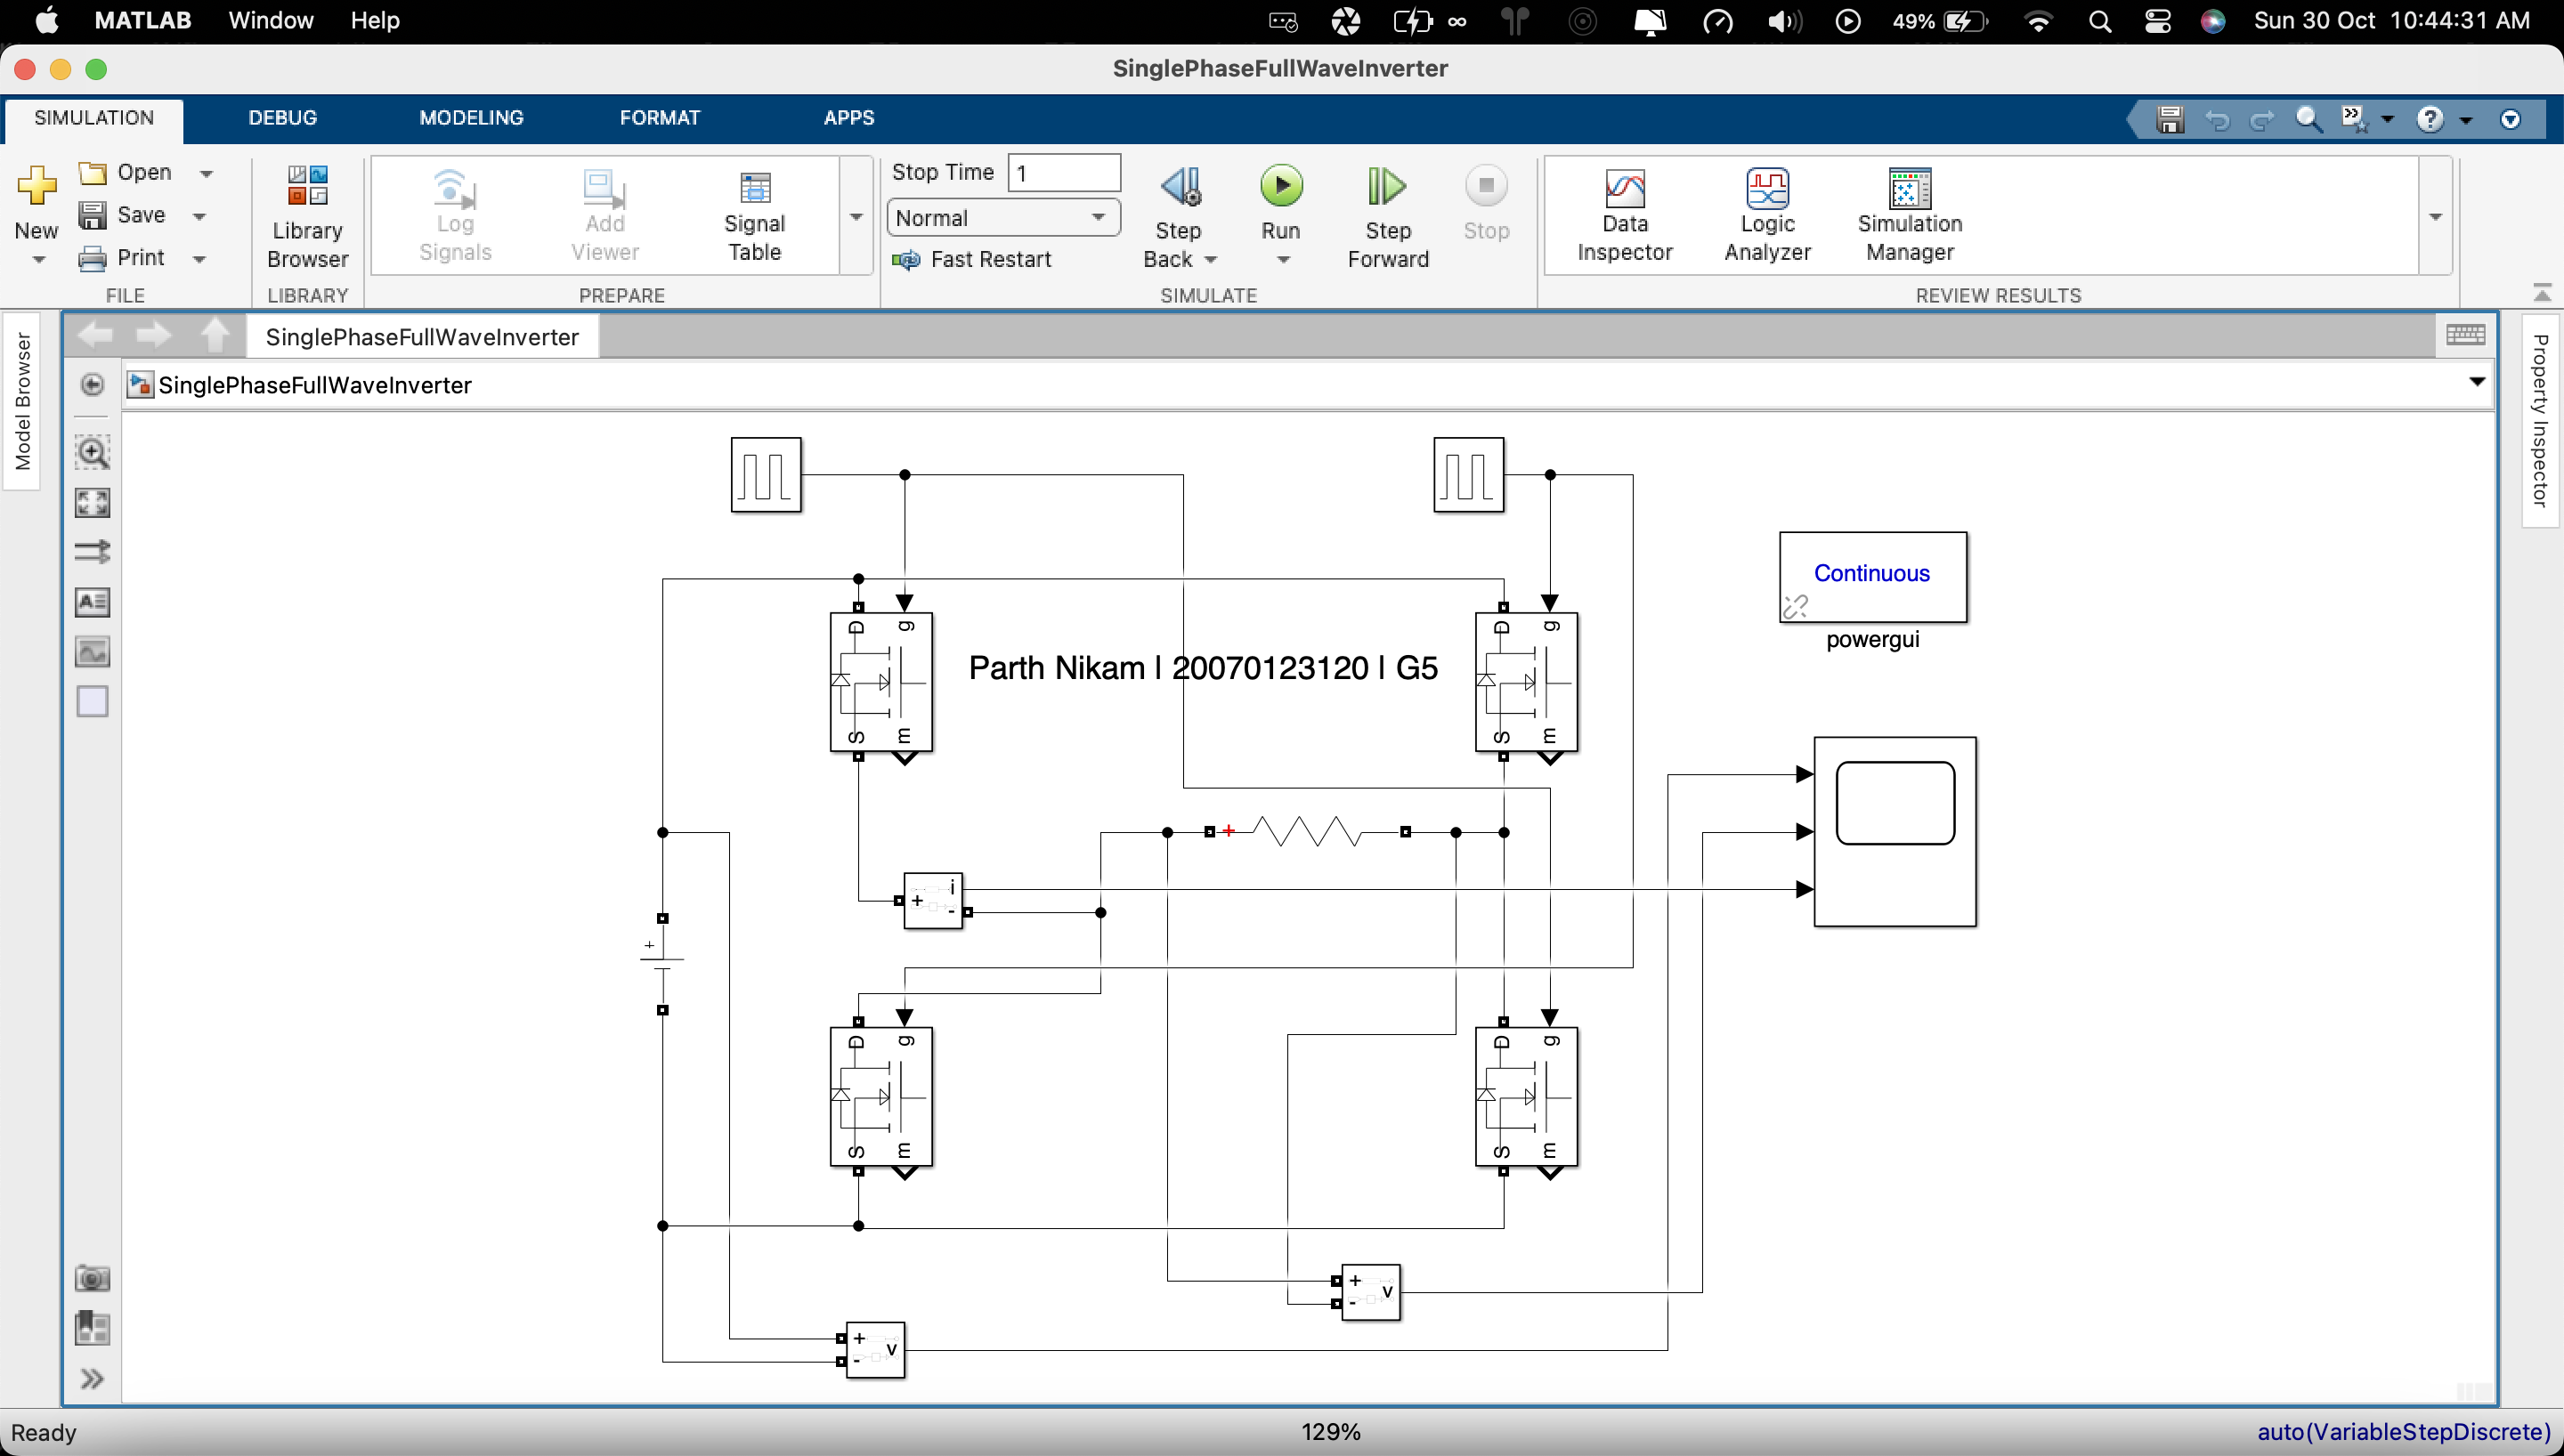 MATLAB Window Help 49% Sun 30 Oct 10:44:31 AM
SinglePhaseFullWaveInverter
SIMULATION DEBUG MODELING FORMAT APPS
New
Open
Save
Print
FILE
Library
Browser
LIBRARY
Log
Signals
Add
Viewer
Signal
Table
PREPARE
Stop Time 1
Normal
Fast Restart
Step
Back
Run
Step
Forward
Stop
SIMULATE
Data
Inspector
Logic
Analyzer
Simulation
Manager
REVIEW RESULTS
Model Browser
Property Inspector
SinglePhaseFullWaveInverter
SinglePhaseFullWaveInverter
Continuous
powergui
D g
S m
Parth Nikam | 20070123120 | G5
D g
S m
+
i
+
-
+
D g
S m
D g
S m
+
v
-
+
v
-
Ready 129% auto(VariableStepDiscrete)